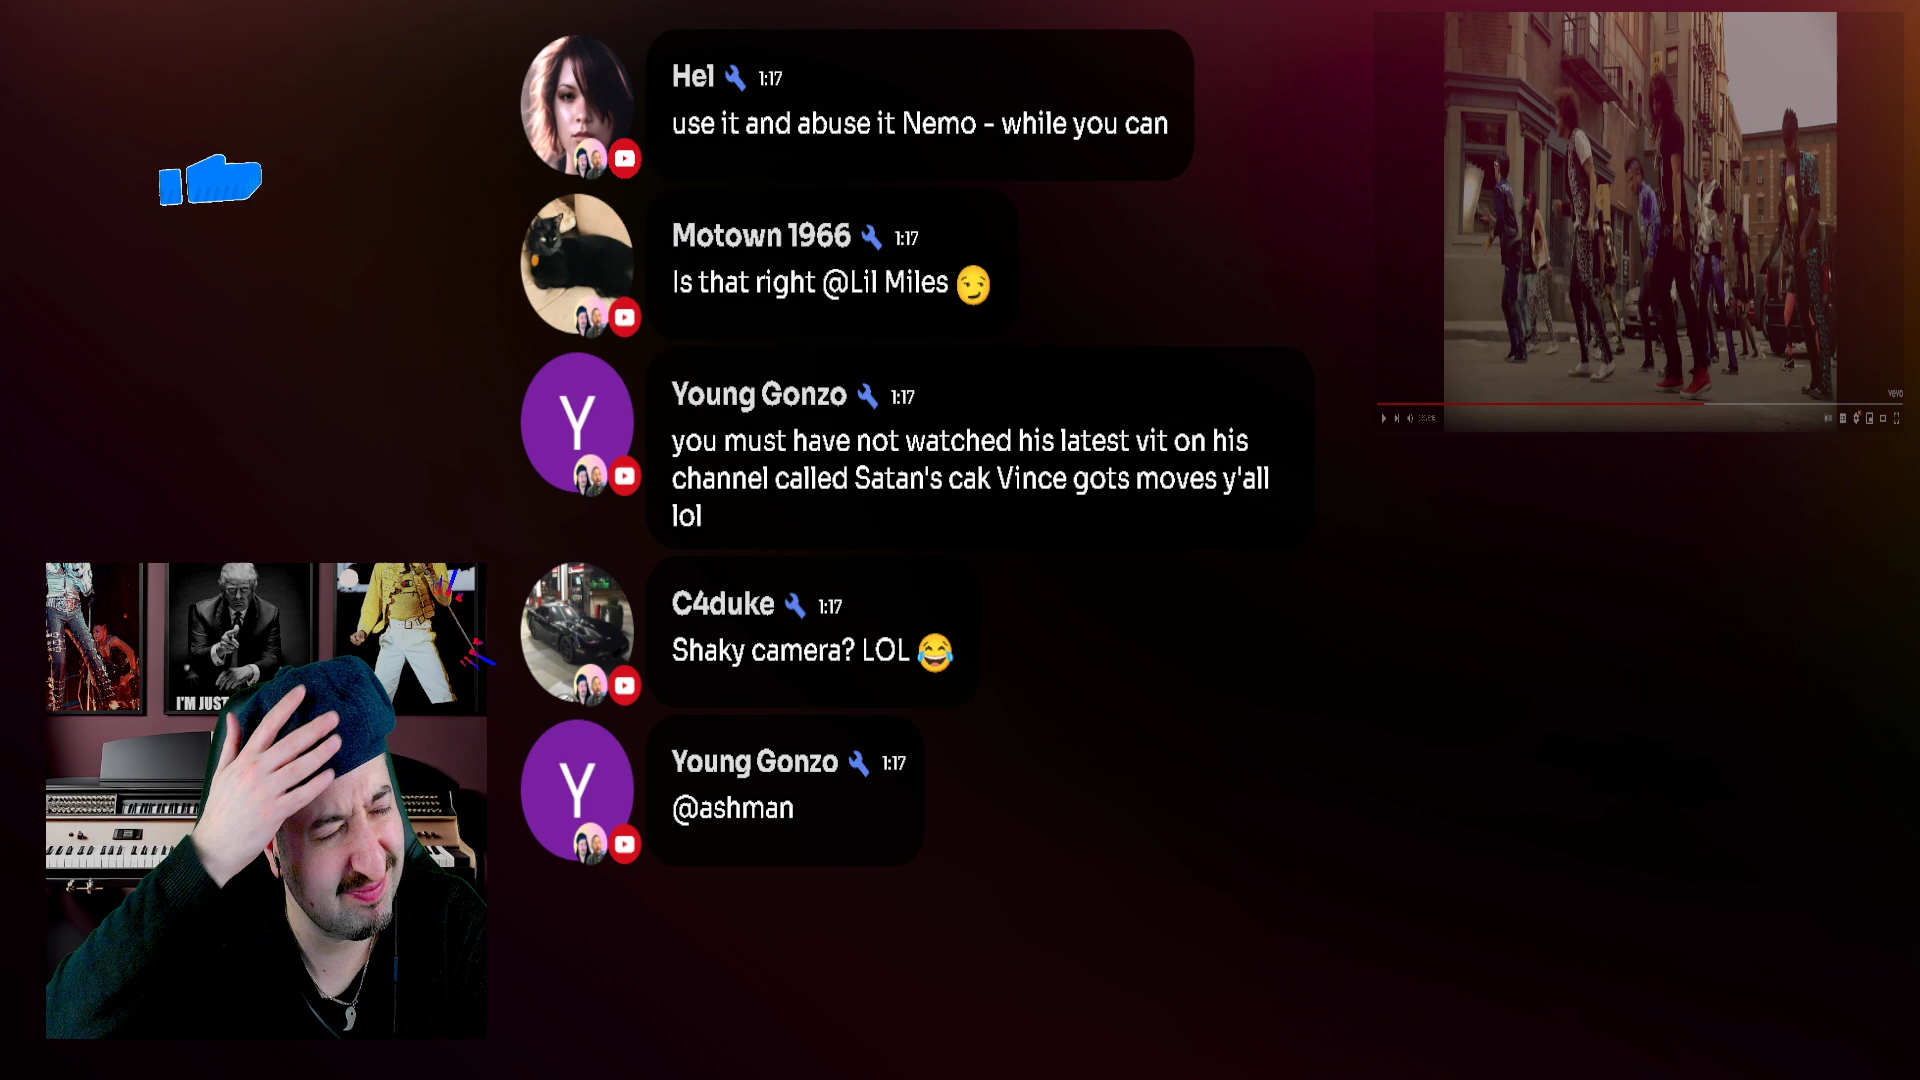 Hel 1:17
use it and abuse it Nemo - while you can
Motown 1966 1:17
Is that right @Lil Miles 😏
Young Gonzo 1:17
you must have not watched his latest vit on his
channel called Satan's cak Vince gots moves y'all
lol
C4duke 1:17
Shaky camera? LOL 😂
Young Gonzo 1:17
@ashman
Y
Y
vevo
I'M JUST